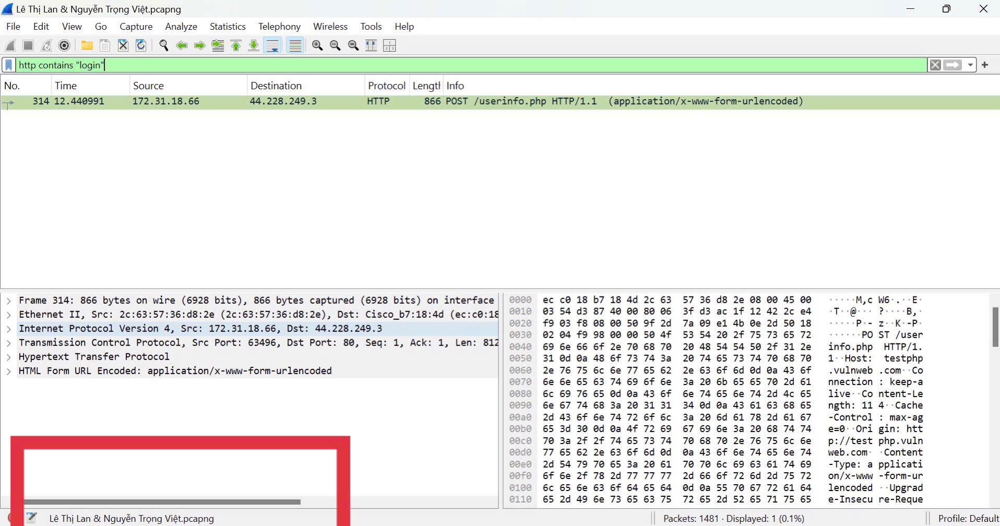 Lê Thị Lan & Nguyễn Trọng Việt.pcapng
File Edit View Go Capture Analyze Statistics Telephony Wireless Tools Help
http contains "login"
No. Time Source Destination Protocol Lengtl Info
314 12.440991 172.31.18.66 44.228.249.3 HTTP 866 POST /userinfo.php HTTP/1.1 (application/x-www-form-urlencoded)
Frame 314: 866 bytes on wire (6928 bits), 866 bytes captured (6928 bits) on interface
Ethernet II, Src: 2c:63:57:36:d8:2e (2c:63:57:36:d8:2e), Dst: Cisco_b7:18:4d (ec:c0:18
Internet Protocol Version 4, Src: 172.31.18.66, Dst: 44.228.249.3
Transmission Control Protocol, Src Port: 63496, Dst Port: 80, Seq: 1, Ack: 1, Len: 812
Hypertext Transfer Protocol
HTML Form URL Encoded: application/x-www-form-urlencoded
0000 ec c0 18 b7 18 4d 2c 63 57 36 d8 2e 08 00 45 00 ·····M,c W6·.··E·
0010 03 54 d3 87 40 00 80 06 3f d3 ac 1f 12 42 2c e4 ·T··@··· ?····B,·
0020 f9 03 f8 08 00 50 9f 2d 7a 09 e1 4b 0e 2d 50 18 ·····P·- z··K·-P·
0030 02 04 f9 98 00 00 50 4f 53 54 20 2f 75 73 65 72 ······PO ST /user
0040 69 6e 66 6f 2e 70 68 70 20 48 54 54 50 2f 31 2e info.php HTTP/1.
0050 31 0d 0a 48 6f 73 74 3a 20 74 65 73 74 70 68 70 1··Host: testphp
0060 2e 76 75 6c 6e 77 65 62 2e 63 6f 6d 0d 0a 43 6f .vulnweb .com··Co
0070 6e 6e 65 63 74 69 6f 6e 3a 20 6b 65 65 70 2d 61 nnection : keep-a
0080 6c 69 76 65 0d 0a 43 6f 6e 74 65 6e 74 2d 4c 65 live··Co ntent-Le
0090 6e 67 74 68 3a 20 31 31 34 0d 0a 43 61 63 68 65 ngth: 11 4··Cache
00a0 2d 43 6f 6e 74 72 6f 6c 3a 20 6d 61 78 2d 61 67 -Control : max-ag
00b0 65 3d 30 0d 0a 4f 72 69 67 69 6e 3a 20 68 74 74 e=0··Ori gin: htt
00c0 70 3a 2f 2f 74 65 73 74 70 68 70 2e 76 75 6c 6e p://test php.vuln
00d0 77 65 62 2e 63 6f 6d 0d 0a 43 6f 6e 74 65 6e 74 web.com· ·Content
00e0 2d 54 79 70 65 3a 20 61 70 70 6c 69 63 61 74 69 -Type: a pplicati
00f0 6f 6e 2f 78 2d 77 77 77 2d 66 6f 72 6d 2d 75 72 on/x-www -form-ur
0100 6c 65 6e 63 6f 64 65 64 0d 0a 55 70 67 72 61 64 lencoded ··Upgrad
0110 65 2d 49 6e 73 65 63 75 72 65 2d 52 65 71 75 65 e-Insecu re-Reque
Lê Thị Lan & Nguyễn Trọng Việt.pcapng Packets: 1481 · Displayed: 1 (0.1%) Profile: Default